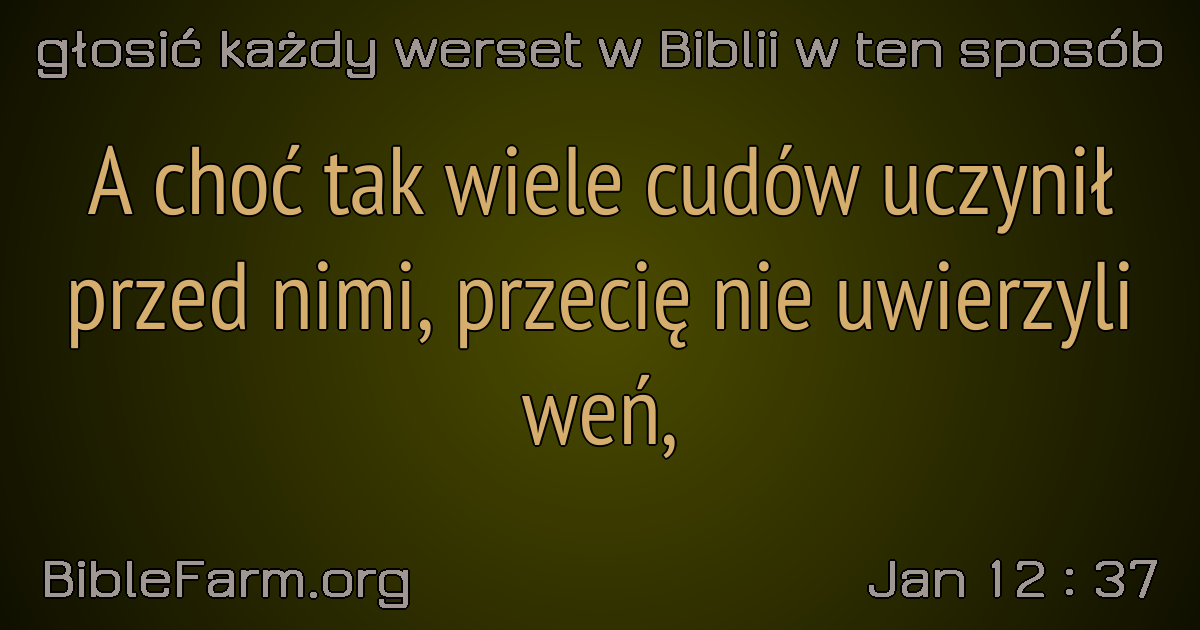 głosić każdy werset w Biblii w ten sposób
A choć tak wiele cudów uczynił
przed nimi, przecię nie uwierzyli
weń,
BibleFarm.org
Jan 12 : 37